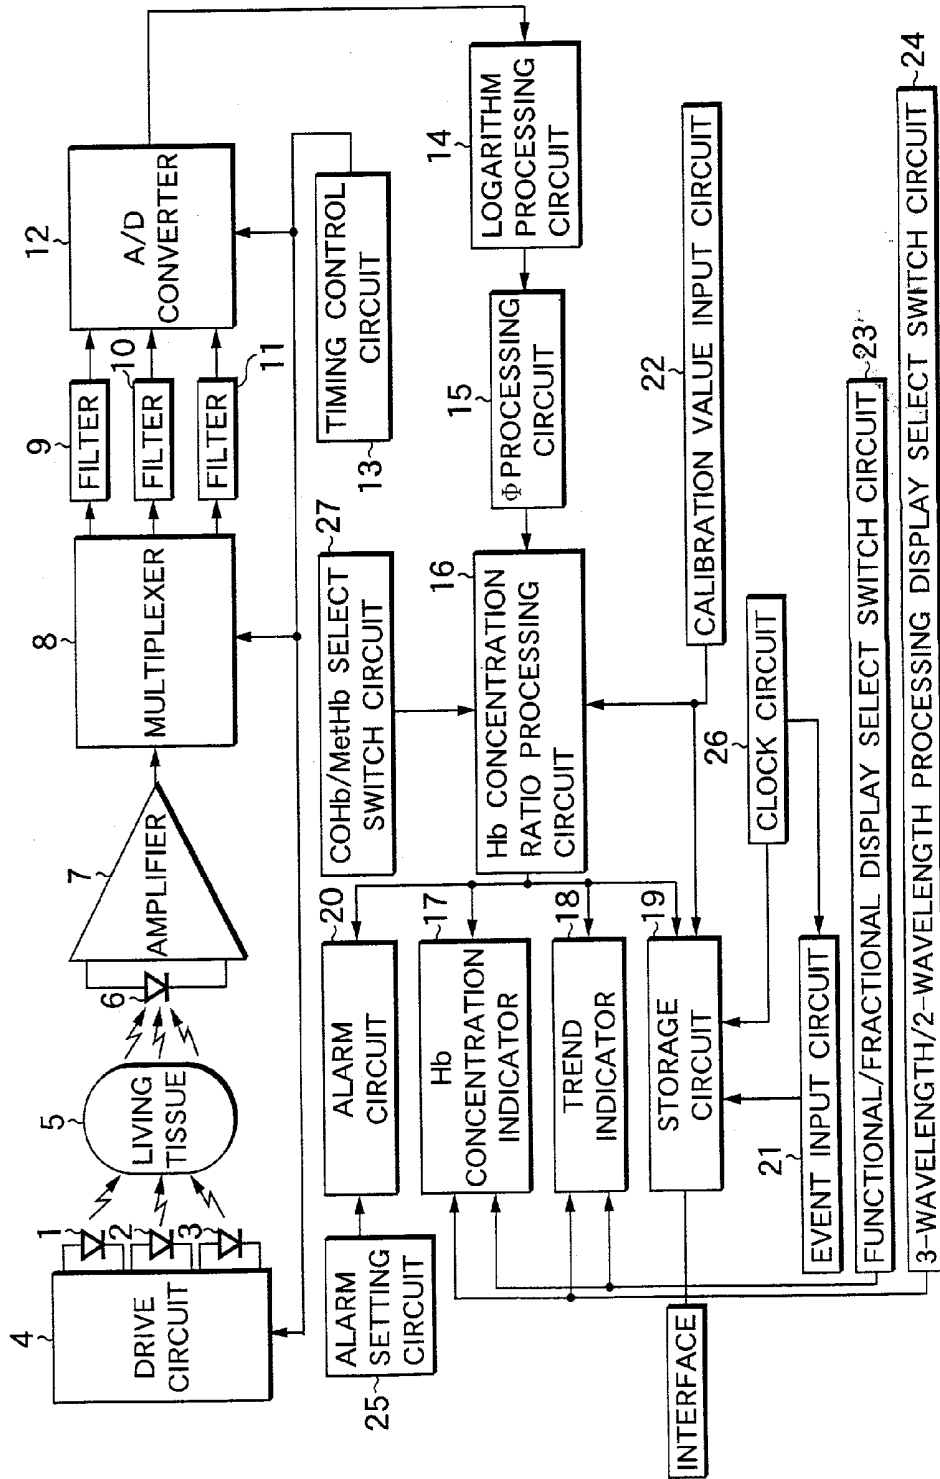 4
DRIVE
CIRCUIT
1
2
3
5
LIVING
TISSUE
6
7
AMPLIFIER
8
MULTIPLEXER
9
FILTER
10
FILTER
11
FILTER
12
A/D
CONVERTER
13
TIMING CONTROL
CIRCUIT
14
LOGARITHM
PROCESSING
CIRCUIT
15
Φ PROCESSING
CIRCUIT
27
COHb/MetHb SELECT
SWITCH CIRCUIT
16
Hb CONCENTRATION
RATIO PROCESSING
CIRCUIT
22
CALIBRATION VALUE INPUT CIRCUIT
25
ALARM
SETTING
CIRCUIT
20
ALARM
CIRCUIT
17
Hb
CONCENTRATION
INDICATOR
18
TREND
INDICATOR
19
STORAGE
CIRCUIT
INTERFACE
26
CLOCK CIRCUIT
21
EVENT INPUT CIRCUIT
FUNCTIONAL/FRACTIONAL DISPLAY SELECT SWITCH CIRCUIT
23
3-WAVELENGTH/2-WAVELENGTH PROCESSING DISPLAY SELECT SWITCH CIRCUIT
24